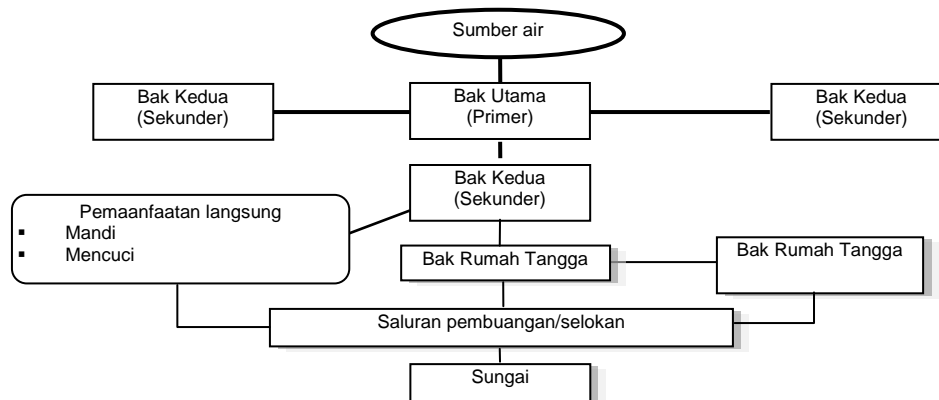 Sumber air
Bak Kedua
(Sekunder)
Bak Utama
(Primer)
Bak Kedua
(Sekunder)
Bak Kedua
(Sekunder)
Pemaanfaatan langsung
▪ Mandi
▪ Mencuci
Bak Rumah Tangga
Bak Rumah Tangga
Saluran pembuangan/selokan
Sungai